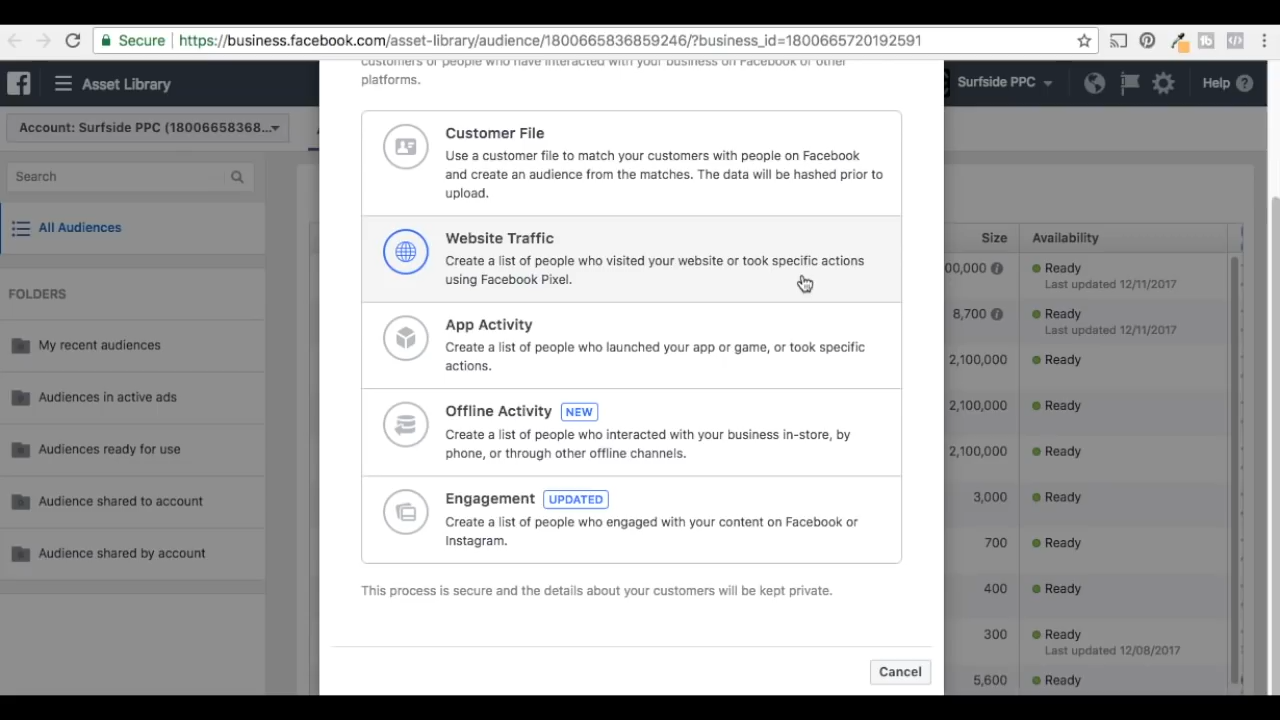 Secure https://business.facebook.com/asset-library/audience/1800665836859246/?business_id=1800665720192591
Asset Library
Surfside PPC
Help
Account: Surfside PPC (18006658368...
Search
All Audiences
FOLDERS
My recent audiences
Audiences in active ads
Audiences ready for use
Audience shared to account
Audience shared by account
customers or people who have interacted with your business on Facebook or other
platforms.
Customer File
Use a customer file to match your customers with people on Facebook
and create an audience from the matches. The data will be hashed prior to
upload.
Website Traffic
Create a list of people who visited your website or took specific actions
using Facebook Pixel.
App Activity
Create a list of people who launched your app or game, or took specific
actions.
Offline Activity NEW
Create a list of people who interacted with your business in-store, by
phone, or through other offline channels.
Engagement UPDATED
Create a list of people who engaged with your content on Facebook or
Instagram.
This process is secure and the details about your customers will be kept private.
Cancel
Size Availability
00,000 Ready
Last updated 12/11/2017
8,700 Ready
Last updated 12/11/2017
2,100,000 Ready
2,100,000 Ready
2,100,000 Ready
3,000 Ready
700 Ready
400 Ready
300 Ready
Last updated 12/08/2017
5,600 Ready